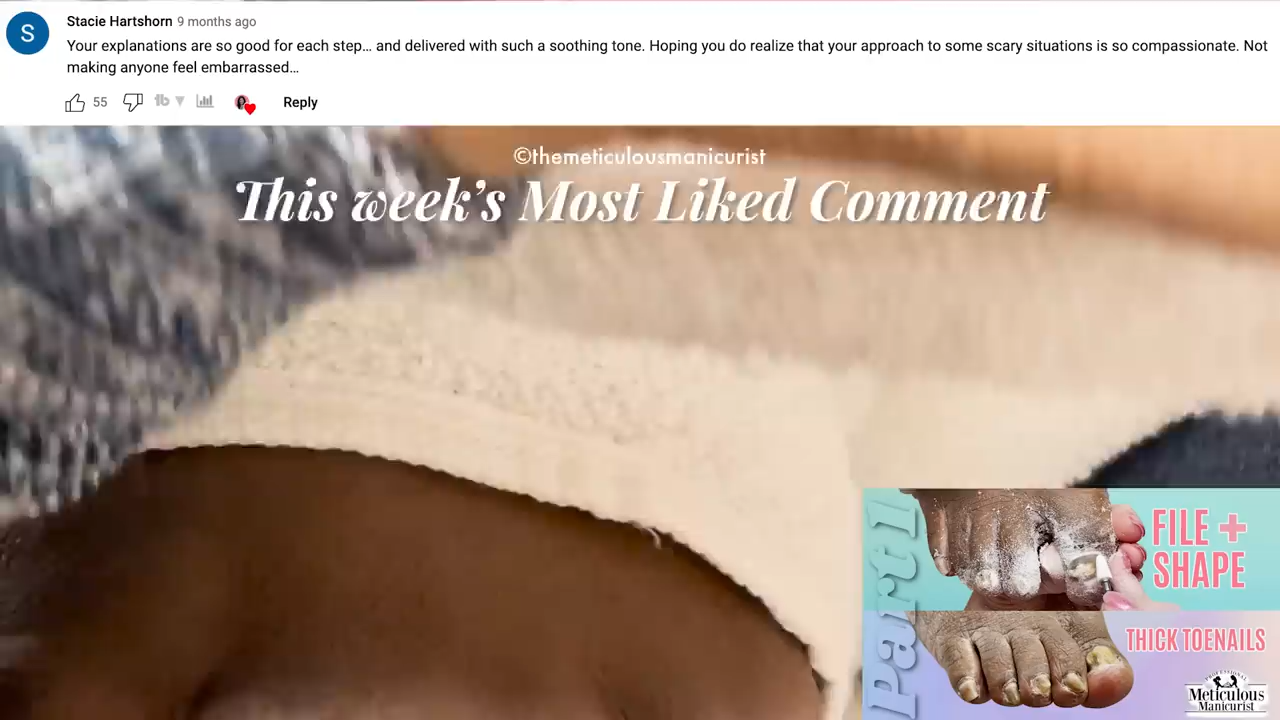 S
Stacie Hartshorn 9 months ago
Your explanations are so good for each step… and delivered with such a soothing tone. Hoping you do realize that your approach to some scary situations is so compassionate. Not
making anyone feel embarrassed…
55
Reply
©themeticulousmanicurist
This week's Most Liked Comment
Part 1
FILE +
SHAPE
THICK TOENAILS
PROFESSIONAL
Meticulous
Manicurist